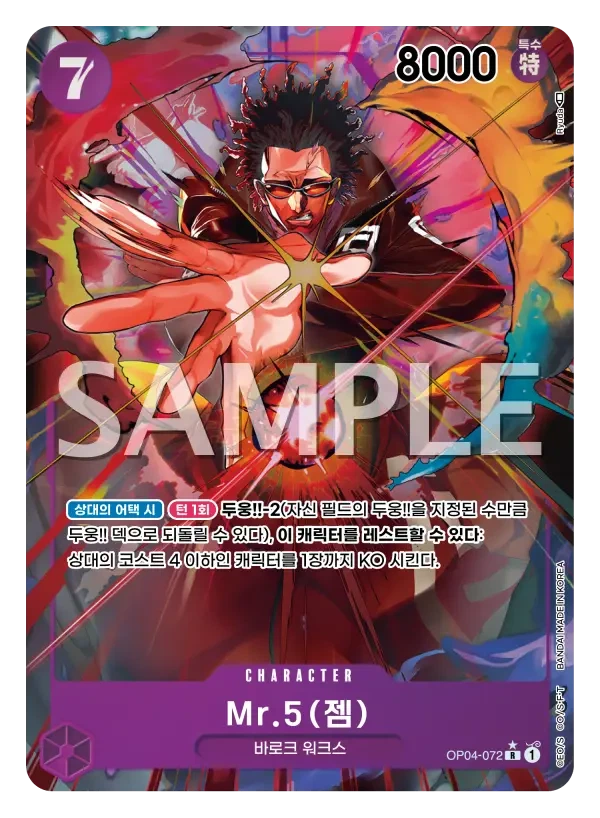 7
8000
특수
特
Ryuda
SAMPLE
상대의 어택 시 턴 1회 두웅!!-2(자신 필드의 두웅!!을 지정된 수만큼
두웅!! 덱으로 되돌릴 수 있다), 이 캐릭터를 레스트할 수 있다:
상대의 코스트 4 이하인 캐릭터를 1장까지 KO 시킨다.
CHARACTER
Mr.5(젬)
바로크 워크스
OP04-072 R 1
©EO/S ©O/S·F·T BANDAI MADE IN KOREA